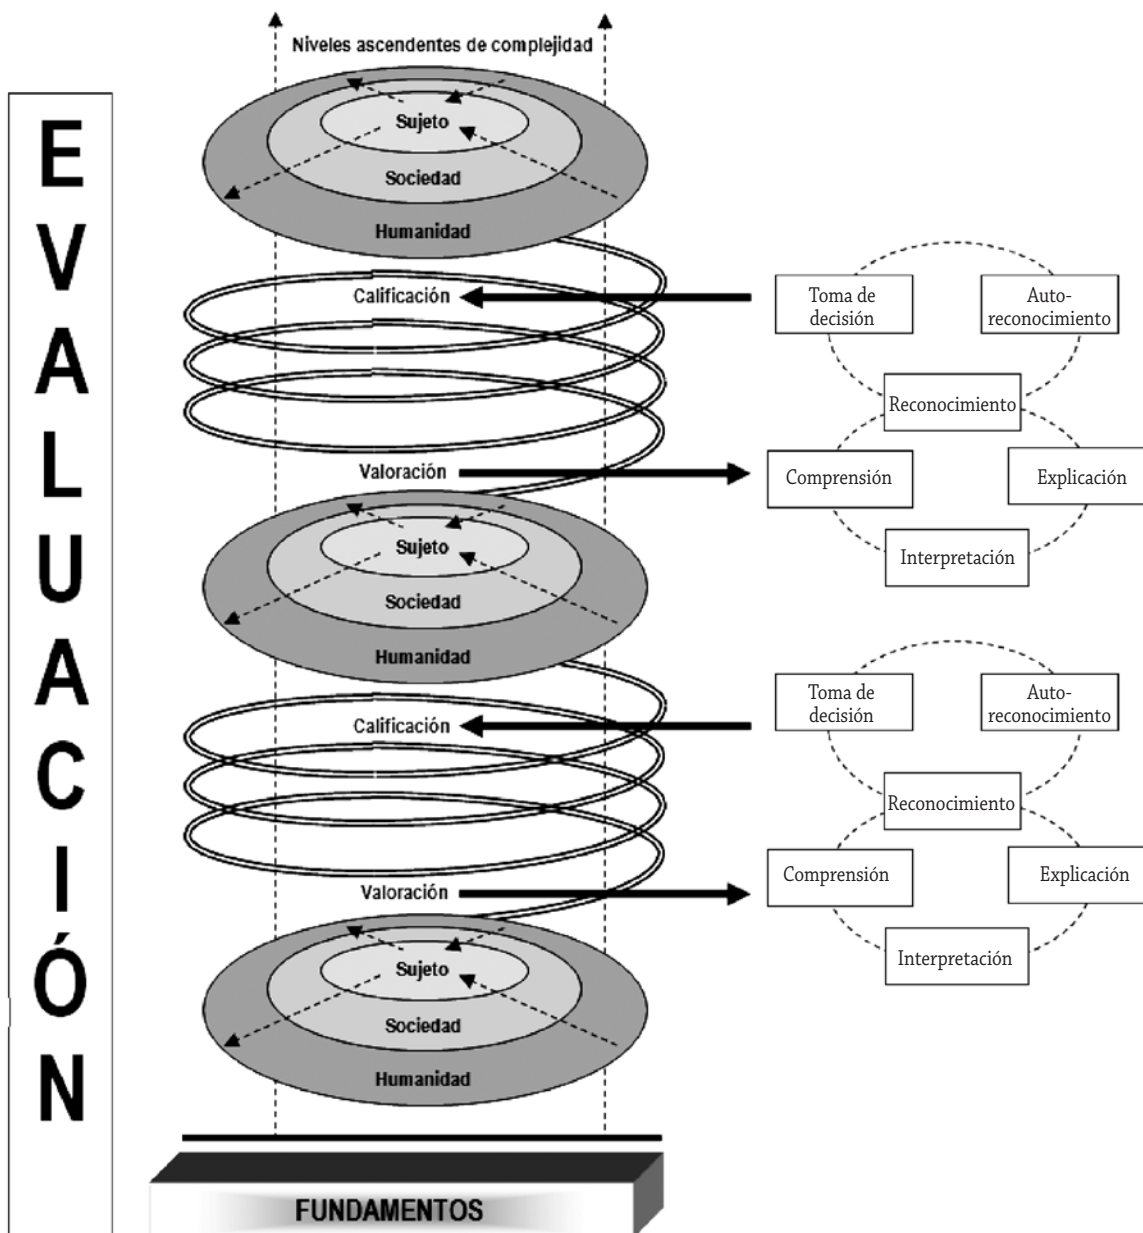 EVALUACIÓN
Niveles ascendentes de complejidad
Sujeto
Sociedad
Humanidad
Calificación
Toma de
decisión
Auto-
reconocimiento
Reconocimiento
Valoración
Comprensión
Explicación
Interpretación
Sujeto
Sociedad
Humanidad
Calificación
Toma de
decisión
Auto-
reconocimiento
Reconocimiento
Valoración
Comprensión
Explicación
Interpretación
Sujeto
Sociedad
Humanidad
FUNDAMENTOS